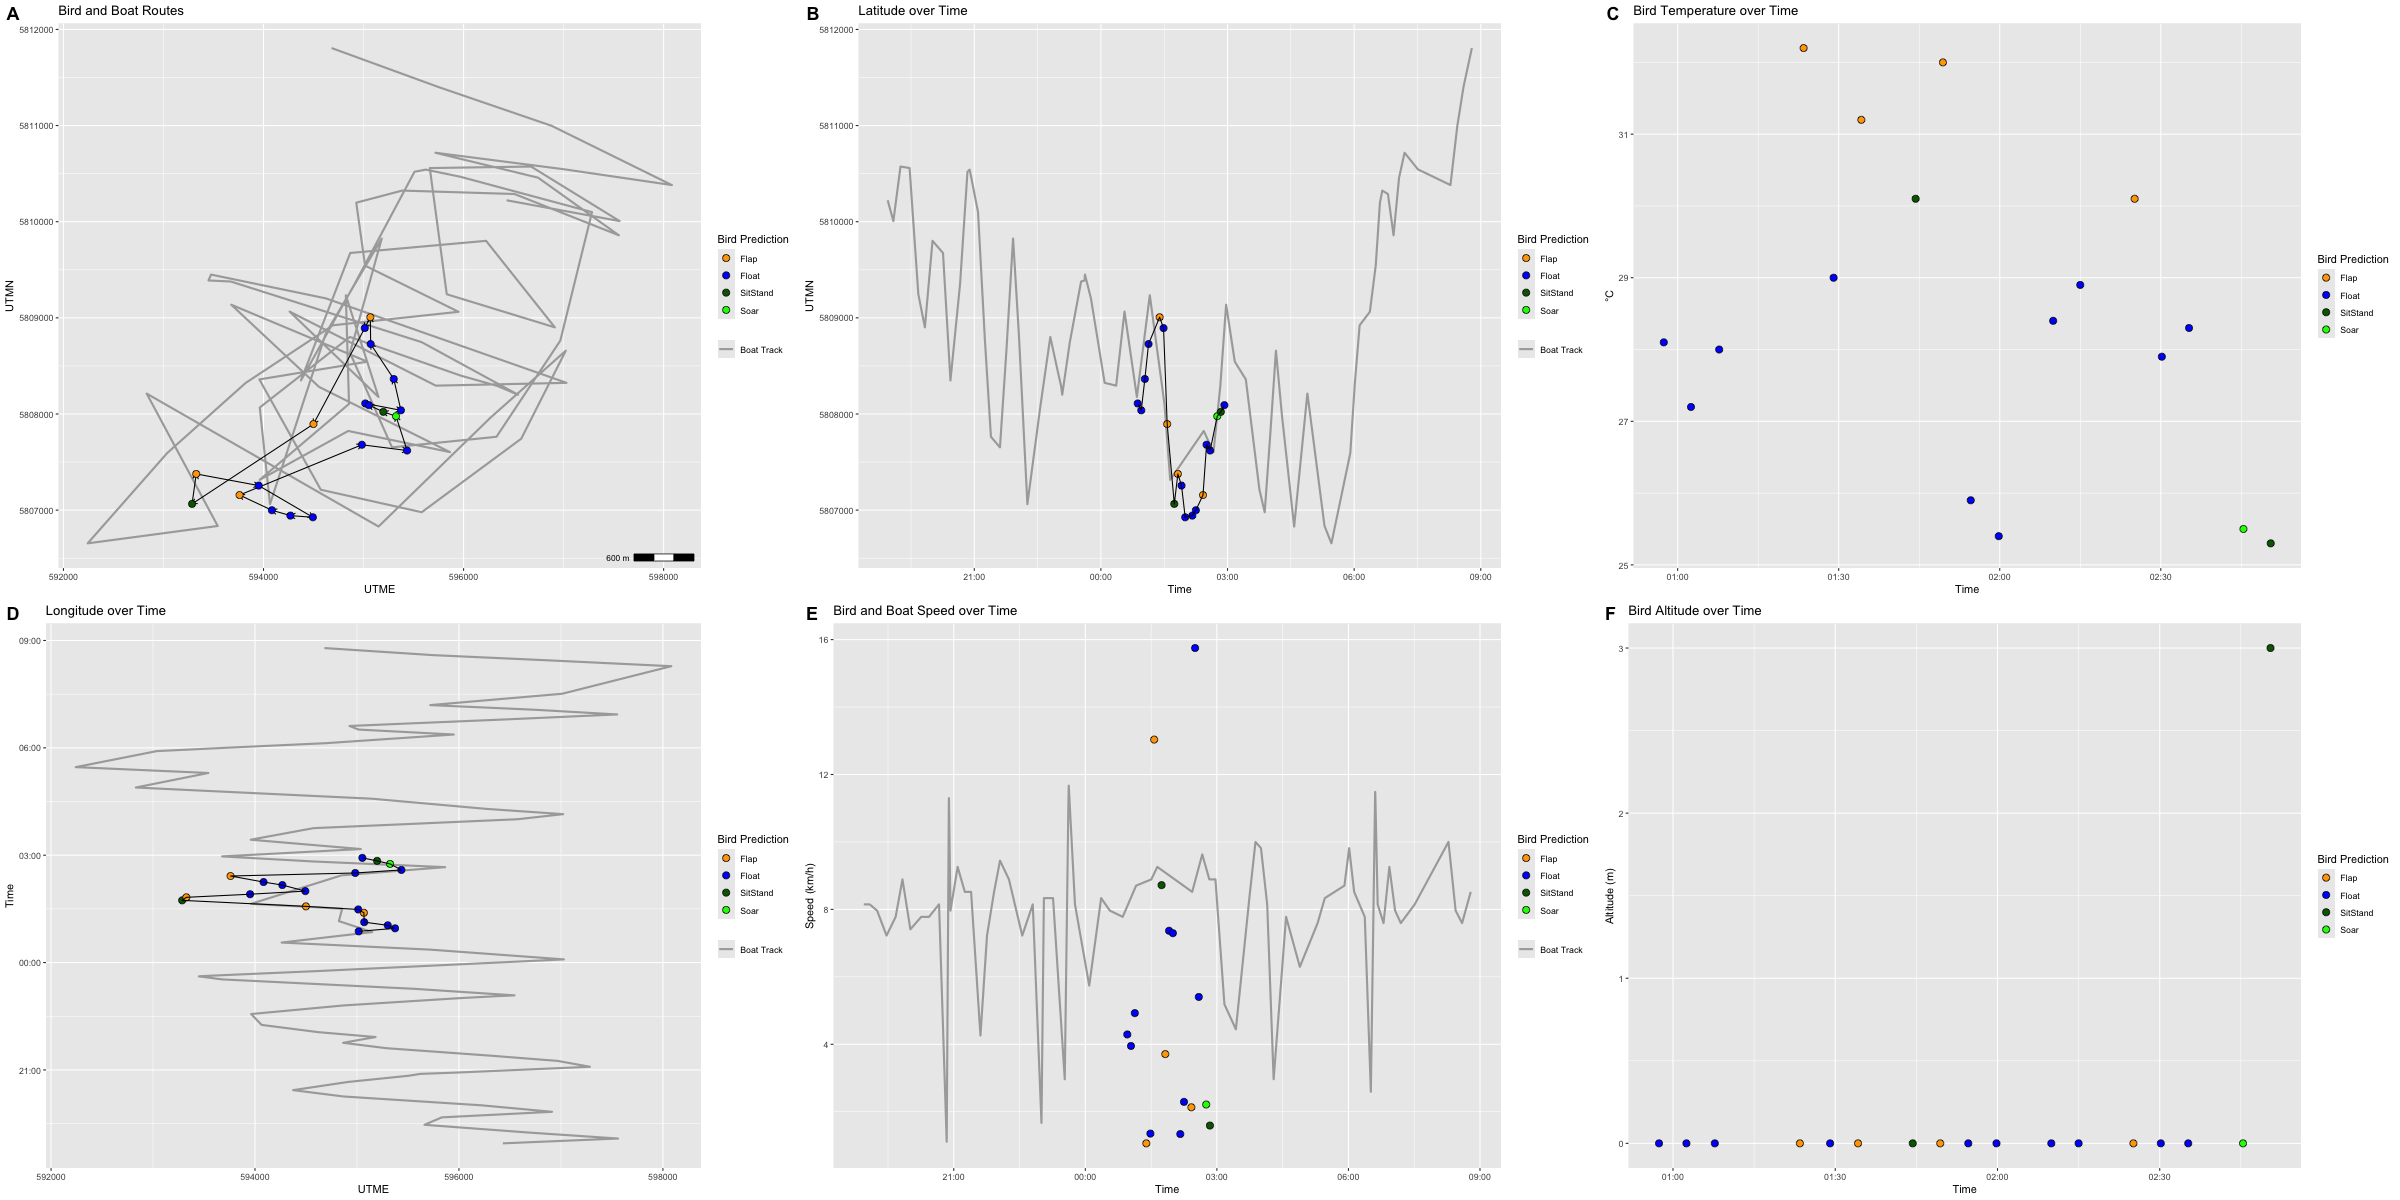 A Bird and Boat Routes
5812000
5811000
5810000
5809000
5808000
5807000
UTMN
592000 594000 596000 598000
UTME
600 m
Bird Prediction
Flap
Float
SitStand
Soar
Boat Track
B Latitude over Time
5812000
5811000
5810000
5809000
5808000
5807000
UTMN
21:00 00:00 03:00 06:00 09:00
Time
Bird Prediction
Flap
Float
SitStand
Soar
Boat Track
C Bird Temperature over Time
31
29
27
25
°C
01:00 01:30 02:00 02:30
Time
Bird Prediction
Flap
Float
SitStand
Soar
D Longitude over Time
09:00
06:00
03:00
00:00
21:00
Time
592000 594000 596000 598000
UTME
Bird Prediction
Flap
Float
SitStand
Soar
Boat Track
E Bird and Boat Speed over Time
16
12
8
4
Speed (km/h)
21:00 00:00 03:00 06:00 09:00
Time
Bird Prediction
Flap
Float
SitStand
Soar
Boat Track
F Bird Altitude over Time
3
2
1
0
Altitude (m)
01:00 01:30 02:00 02:30
Time
Bird Prediction
Flap
Float
SitStand
Soar